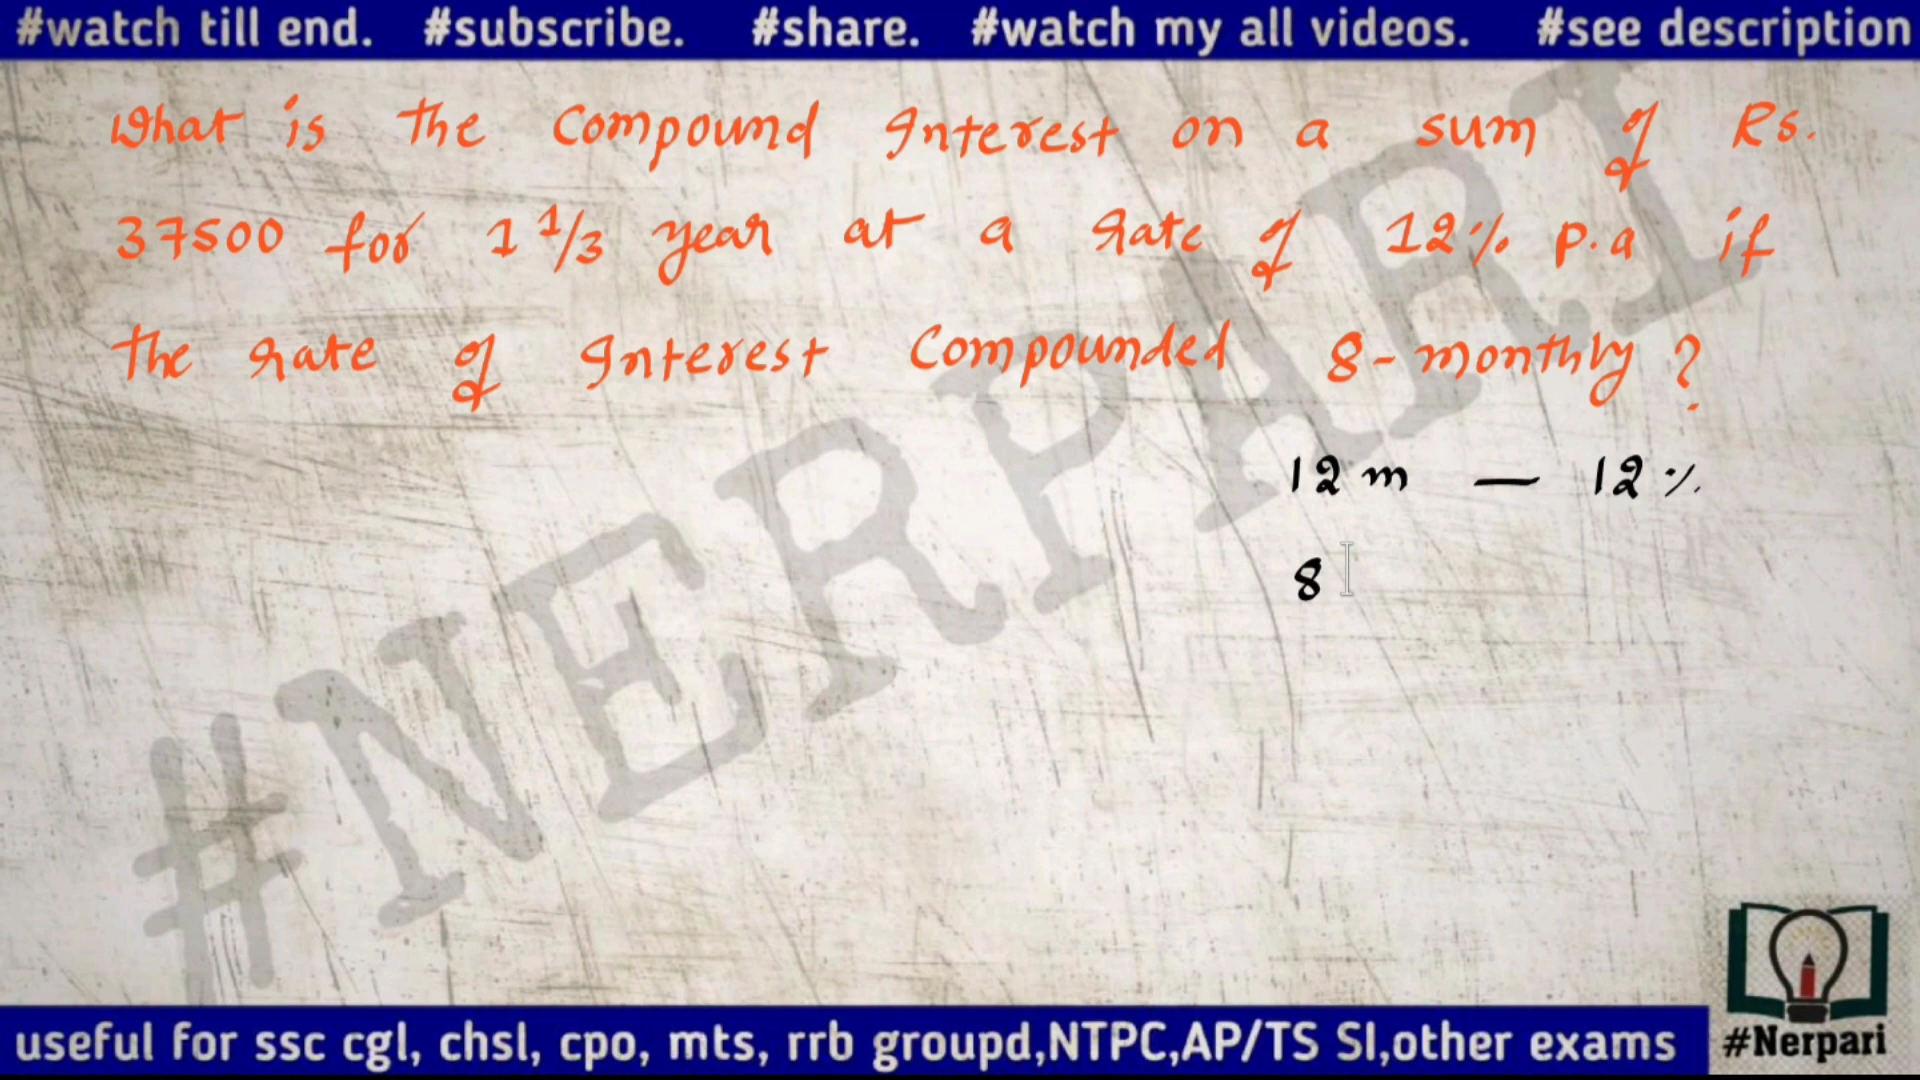 #watch till end. #subscribe. #share. #watch my all videos. #see description
What is the Compound Interest on a sum of Rs.
37500 for 1 1/3 year at a rate of 12% p.a if
the rate of Interest Compounded 8-monthly?
12 m — 12%
8
#NERPARI
useful for ssc cgl, chsl, cpo, mts, rrb groupd,NTPC,AP/TS SI,other exams
#Nerpari